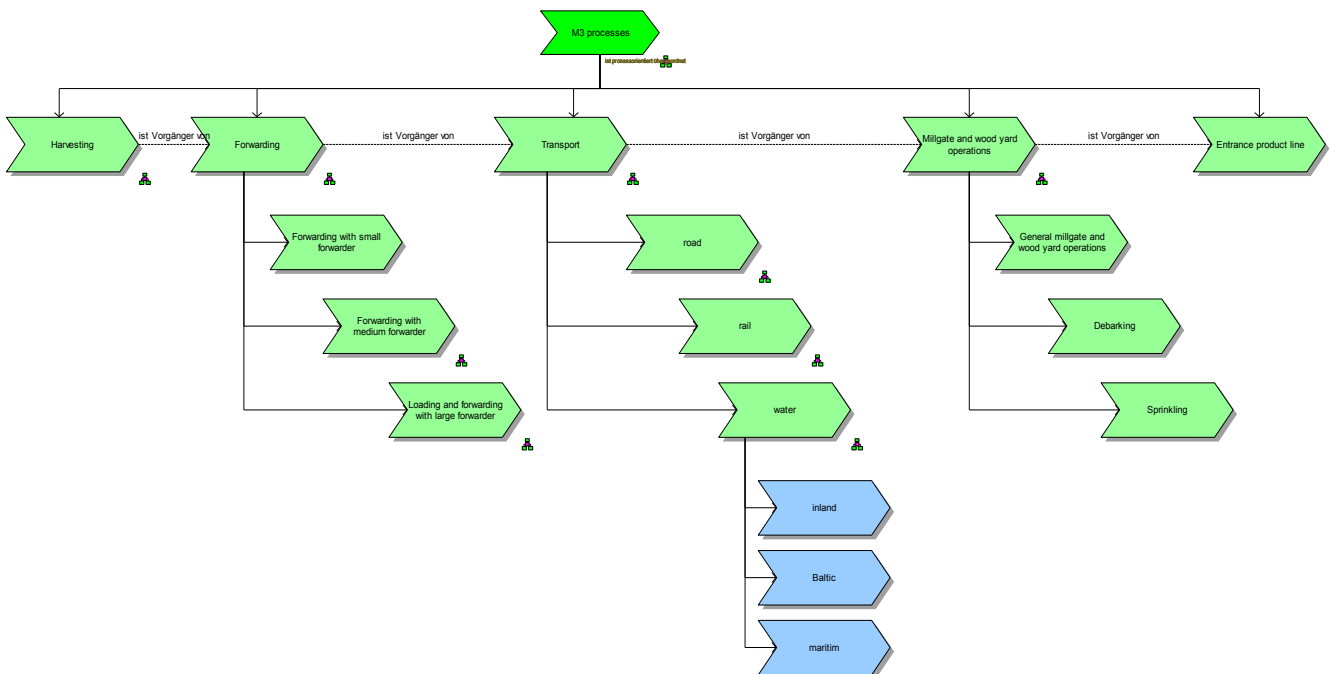 M3 processes
ist prozessorientiert
Harvesting
ist Vorgänger von
Forwarding
ist Vorgänger von
Transport
ist Vorgänger von
Millgate and wood yard
operations
ist Vorgänger von
Entrance product line
Forwarding with small
forwarder
road
General millgate and
wood yard operations
Forwarding with
medium forwarder
rail
Debarking
Loading and forwarding
with large forwarder
water
Sprinkling
inland
Baltic
maritim